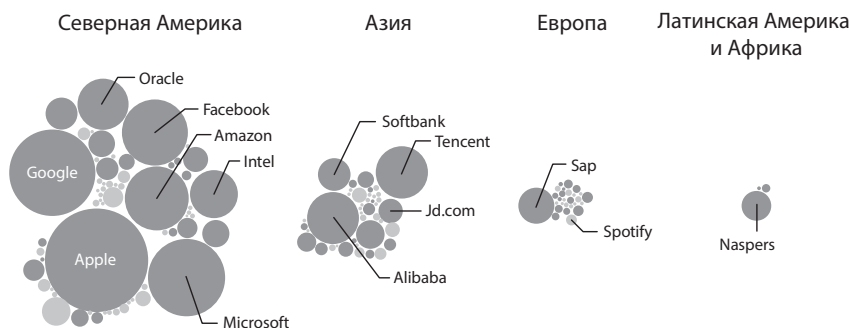 Северная Америка
Азия
Европа
Латинская Америка
и Африка
Oracle
Facebook
Amazon
Intel
Google
Apple
Microsoft
Softbank
Tencent
Jd.com
Alibaba
Sap
Spotify
Naspers